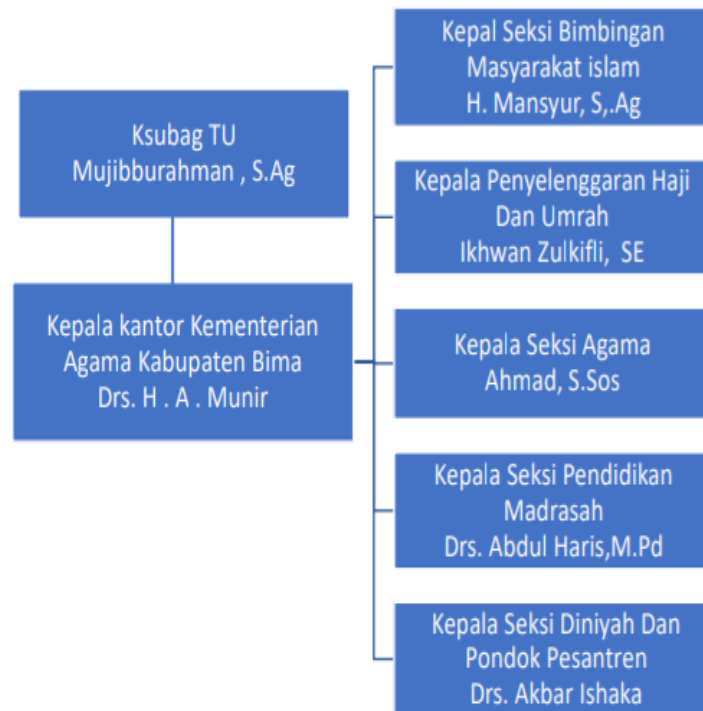 Ksubag TU
Mujibburahman , S.Ag
Kepala kantor Kementerian
Agama Kabupaten Bima
Drs. H . A . Munir
Kepal Seksi Bimbingan
Masyarakat islam
H. Mansyur, S,.Ag
Kepala Penyelenggaran Haji
Dan Umrah
Ikhwan Zulkifli, SE
Kepala Seksi Agama
Ahmad, S.Sos
Kepala Seksi Pendidikan
Madrasah
Drs. Abdul Haris,M.Pd
Kepala Seksi Diniyah Dan
Pondok Pesantren
Drs. Akbar Ishaka